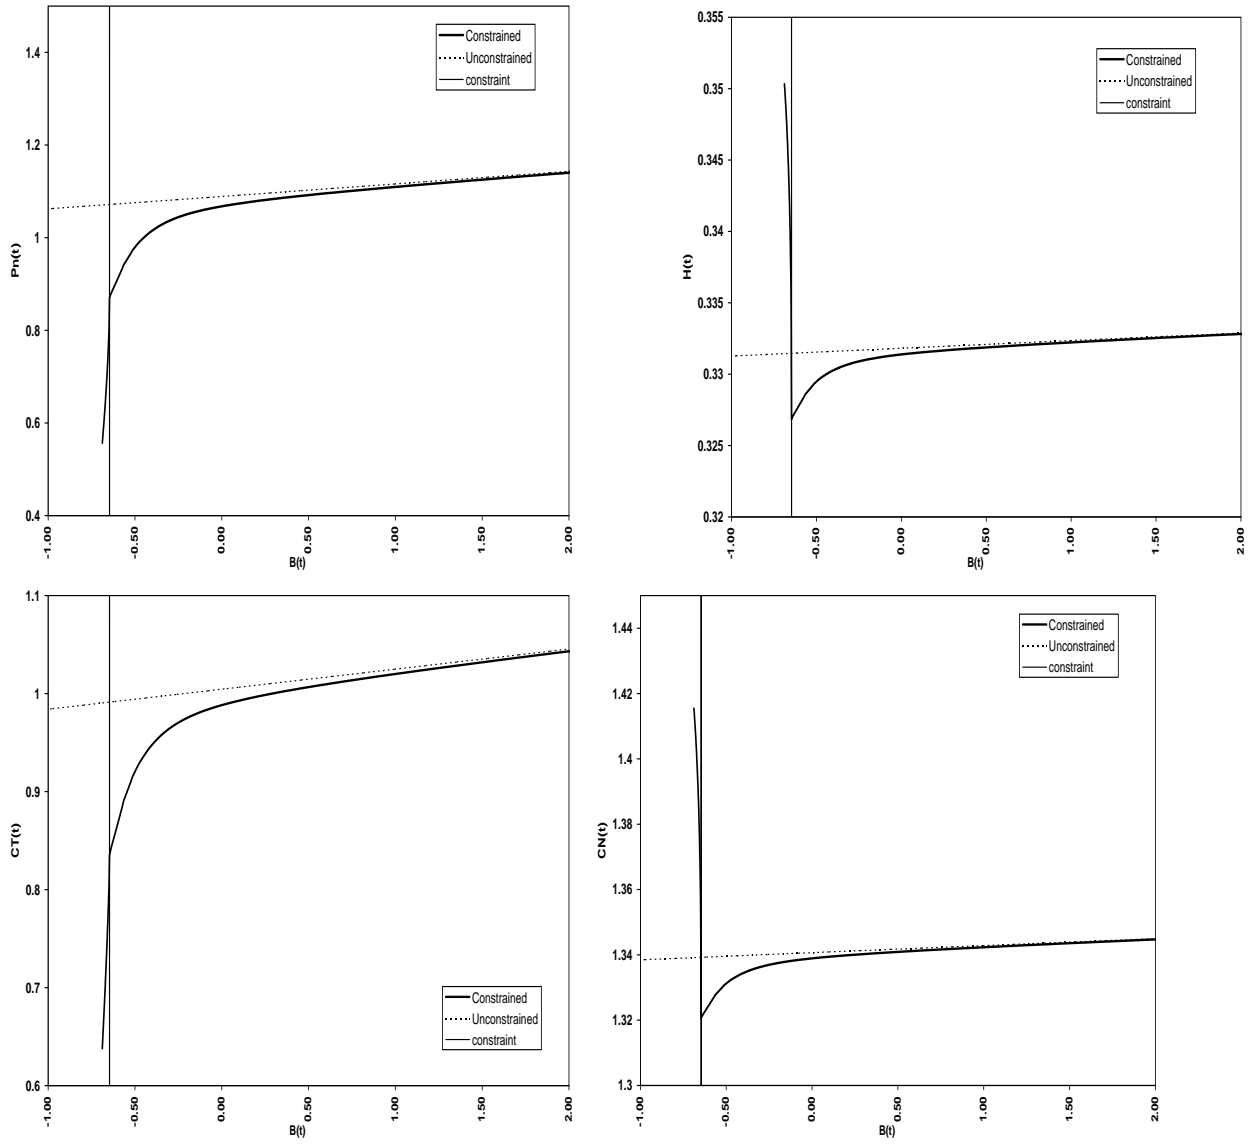 Constrained
Unconstrained
constraint
1.4
1.2
1
0.8
0.6
0.4
Pn(t)
-1.00
-0.50
0.00
0.50
1.00
1.50
2.00
B(t)
Constrained
Unconstrained
constraint
0.355
0.35
0.345
0.34
0.335
0.33
0.325
0.32
H(t)
-1.00
-0.50
0.00
0.50
1.00
1.50
2.00
B(t)
1.1
1
0.9
0.8
0.7
0.6
CT(t)
Constrained
Unconstrained
constraint
-1.00
-0.50
0.00
0.50
1.00
1.50
2.00
B(t)
Constrained
Unconstrained
constraint
1.44
1.42
1.4
1.38
1.36
1.34
1.32
1.3
CN(t)
-1.00
-0.50
0.00
0.50
1.00
1.50
2.00
B(t)